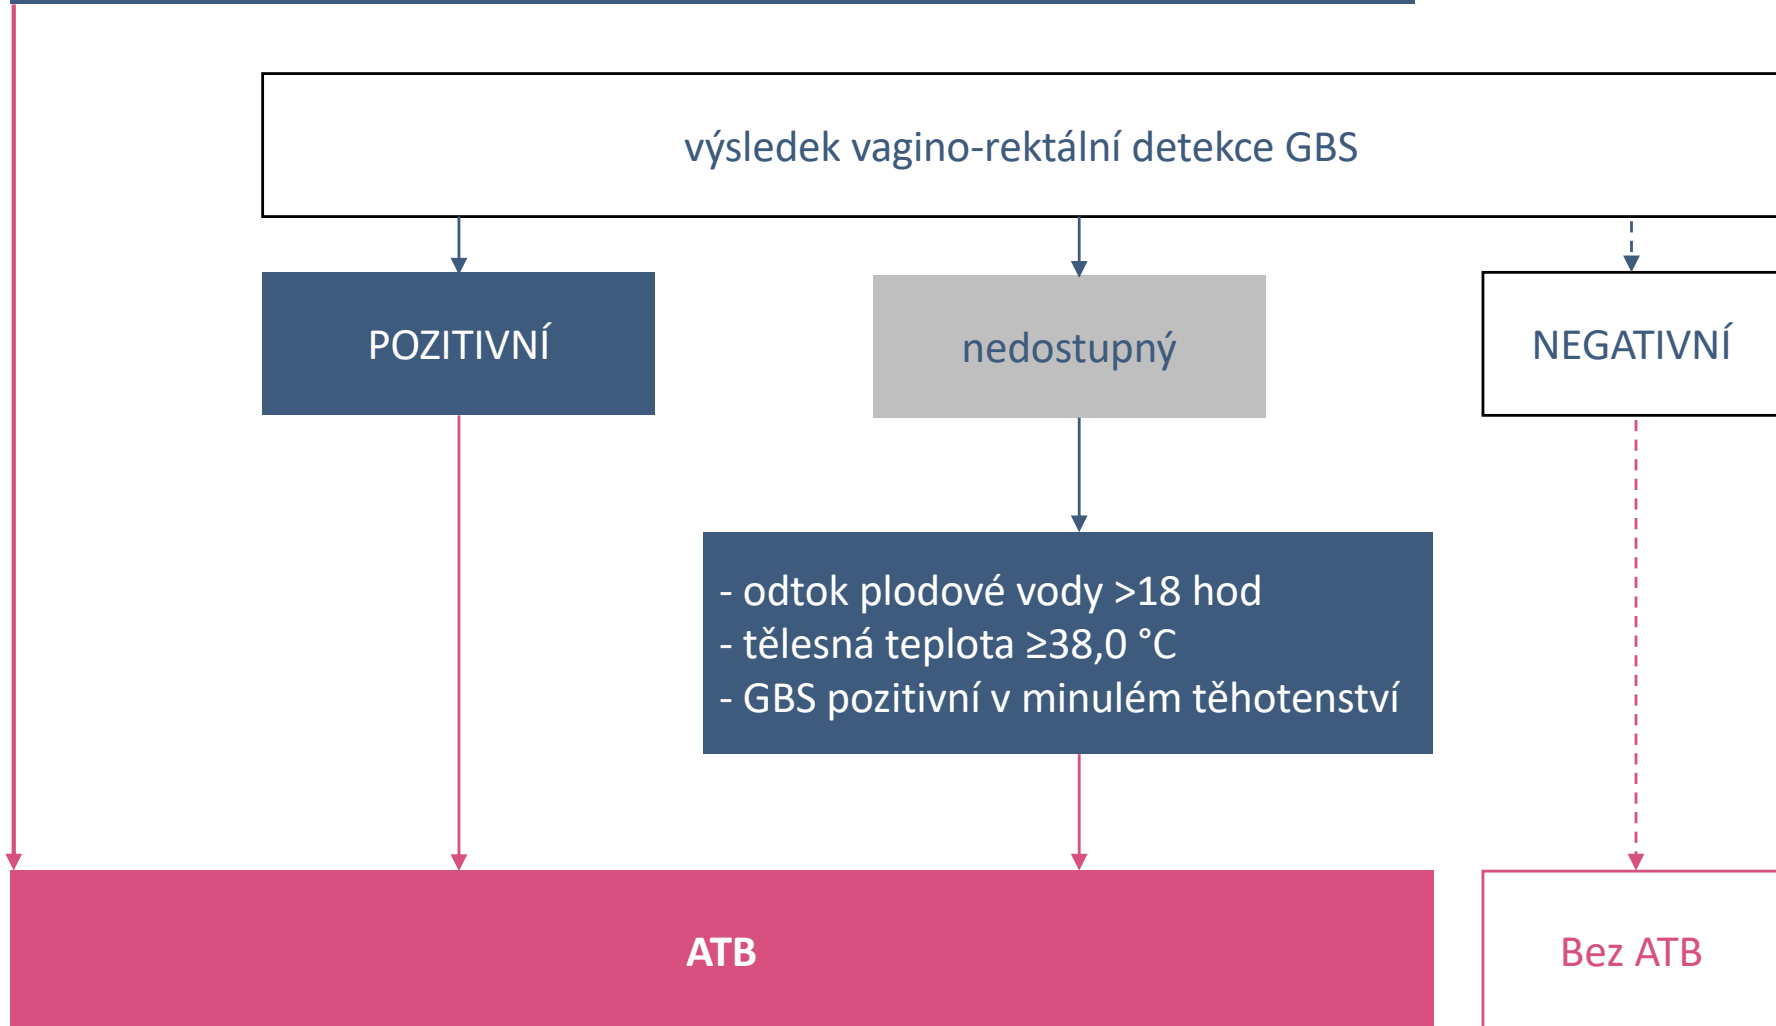 výsledek vagino-rektální detekce GBS
POZITIVNÍ
nedostupný
NEGATIVNÍ
- odtok plodové vody >18 hod
- tělesná teplota ≥38,0 °C
- GBS pozitivní v minulém těhotenství
ATB
Bez ATB